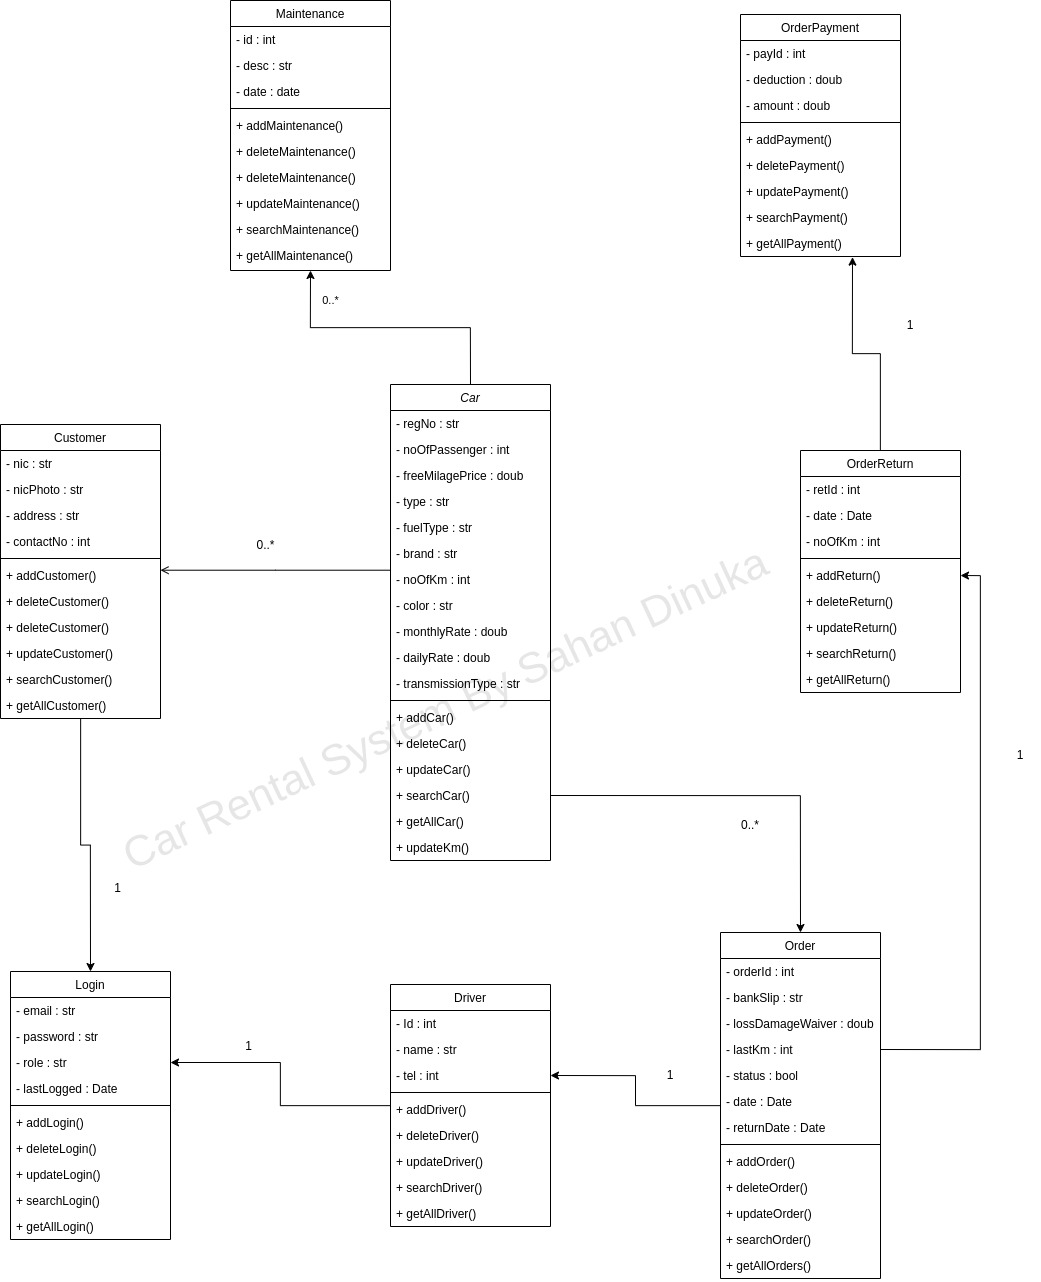 Maintenance
- id : int
- desc : str
- date : date
+ addMaintenance()
+ deleteMaintenance()
+ deleteMaintenance()
+ updateMaintenance()
+ searchMaintenance()
+ getAllMaintenance()
0..*
OrderPayment
- payId : int
- deduction : doub
- amount : doub
+ addPayment()
+ deletePayment()
+ updatePayment()
+ searchPayment()
+ getAllPayment()
1
Customer
- nic : str
- nicPhoto : str
- address : str
- contactNo : int
+ addCustomer()
+ deleteCustomer()
+ deleteCustomer()
+ updateCustomer()
+ searchCustomer()
+ getAllCustomer()
0..*
Car
- regNo : str
- noOfPassenger : int
- freeMilagePrice : doub
- type : str
- fuelType : str
- brand : str
- noOfKm : int
- color : str
- monthlyRate : doub
- dailyRate : doub
- transmissionType : str
+ addCar()
+ deleteCar()
+ updateCar()
+ searchCar()
+ getAllCar()
+ updateKm()
0..*
OrderReturn
- retId : int
- date : Date
- noOfKm : int
+ addReturn()
+ deleteReturn()
+ updateReturn()
+ searchReturn()
+ getAllReturn()
1
Car Rental System By Sahan Dinuka
1
Login
- email : str
- password : str
- role : str
- lastLogged : Date
+ addLogin()
+ deleteLogin()
+ updateLogin()
+ searchLogin()
+ getAllLogin()
1
Driver
- Id : int
- name : str
- tel : int
+ addDriver()
+ deleteDriver()
+ updateDriver()
+ searchDriver()
+ getAllDriver()
1
Order
- orderId : int
- bankSlip : str
- lossDamageWaiver : doub
- lastKm : int
- status : bool
- date : Date
- returnDate : Date
+ addOrder()
+ deleteOrder()
+ updateOrder()
+ searchOrder()
+ getAllOrders()